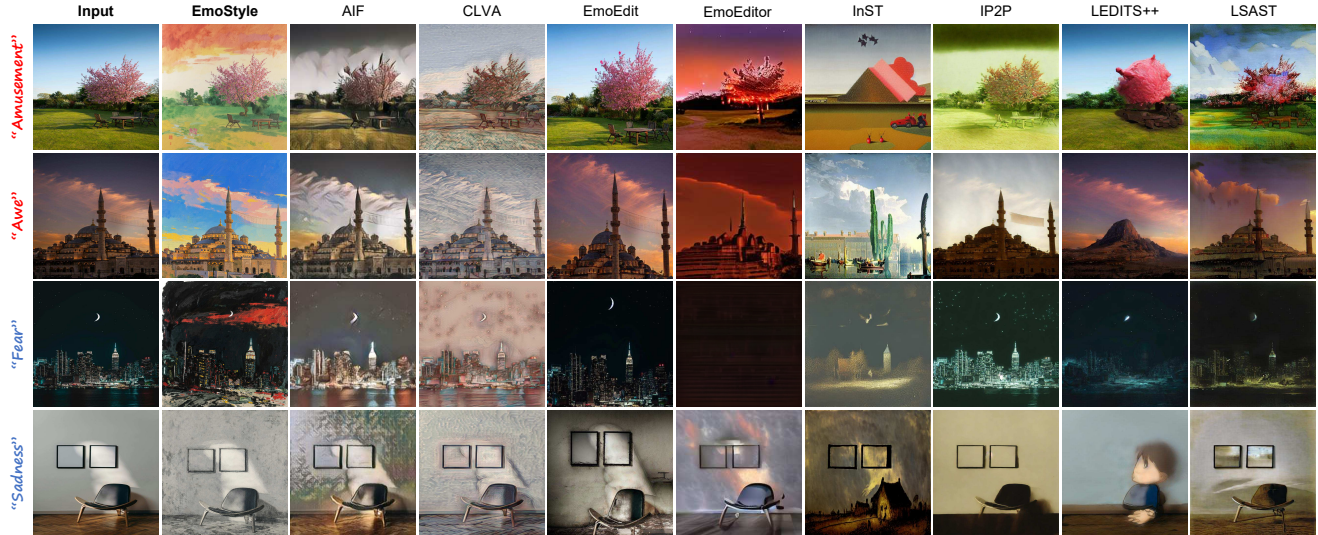 Input EmoStyle AIF CLVA EmoEdit EmoEditor InST IP2P LEDITS++ LSAST
“Amusement”
“Awe”
“Fear”
“Sadness”